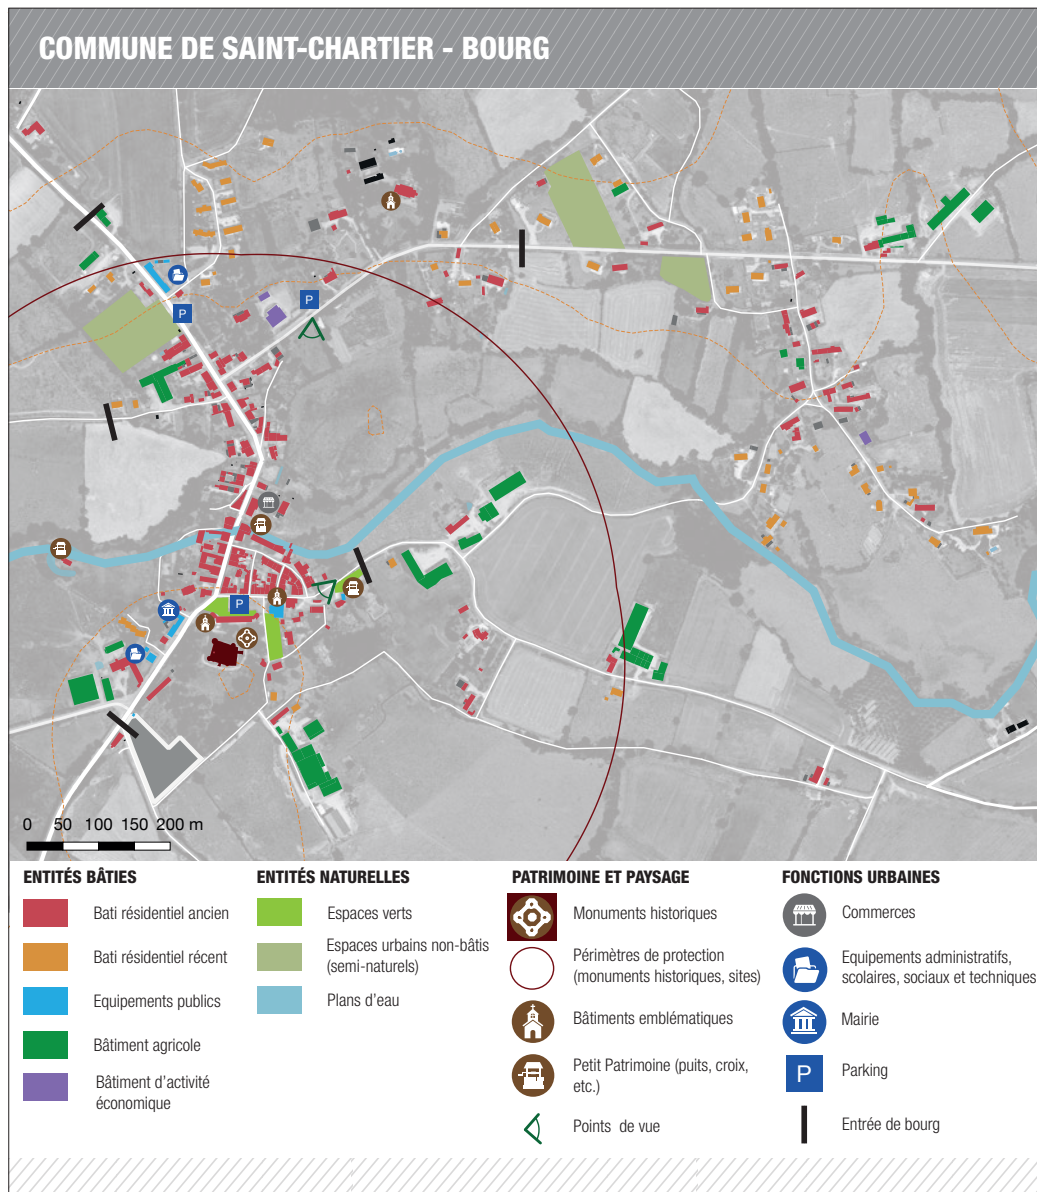 COMMUNE DE SAINT-CHARTIER - BOURG
P
P
P
0 50 100 150 200 m
ENTITÉS BÂTIES
Bati résidentiel ancien
Bati résidentiel récent
Equipements publics
Bâtiment agricole
Bâtiment d'activité
économique
ENTITÉS NATURELLES
Espaces verts
Espaces urbains non-bâtis
(semi-naturels)
Plans d'eau
PATRIMOINE ET PAYSAGE
Monuments historiques
Périmètres de protection
(monuments historiques, sites)
Bâtiments emblématiques
Petit Patrimoine (puits, croix,
etc.)
Points de vue
FONCTIONS URBAINES
Commerces
Equipements administratifs,
scolaires, sociaux et techniques
Mairie
P
Parking
Entrée de bourg